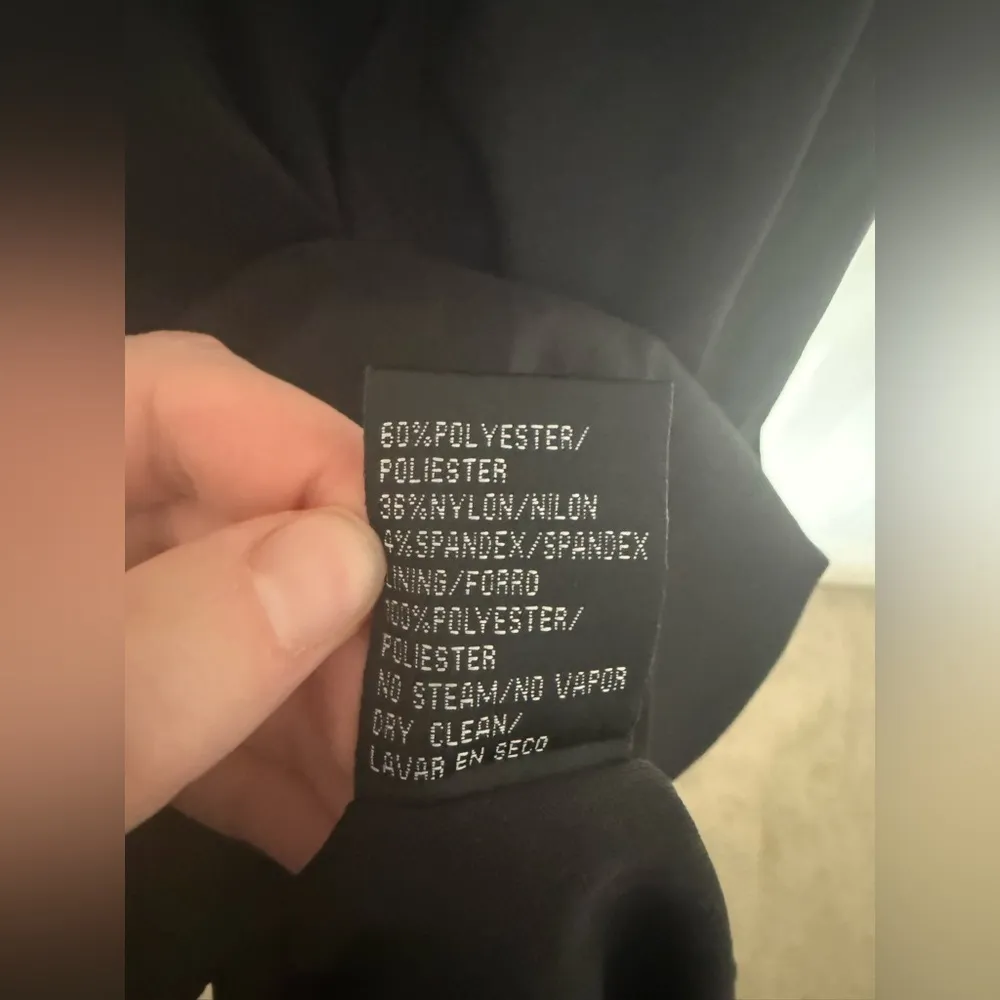 60%POLYESTER/
POLIESTER
36%NYLON/NILON
4%SPANDEX/SPANDEX
LINING/FORRO
100%POLYESTER/
POLIESTER
NO STEAM/NO VAPOR
DRY CLEAN/
LAVAR EN SECO